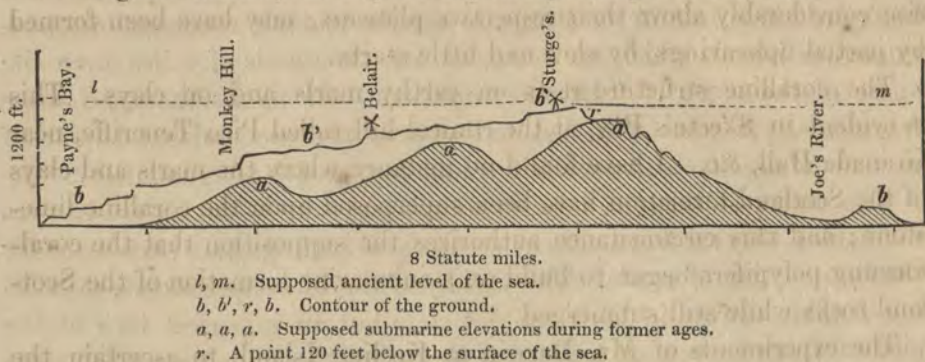 1200 ft.
Payne's Bay.
b
l
Monkey Hill.
b'
Belair.
Sturge's.
b'
r
m
Joe's River.
a
a
a
b
8 Statute miles.
l, m. Supposed ancient level of the sea.
b, b', r, b. Contour of the ground.
a, a, a. Supposed submarine elevations during former ages.
r. A point 120 feet below the surface of the sea.